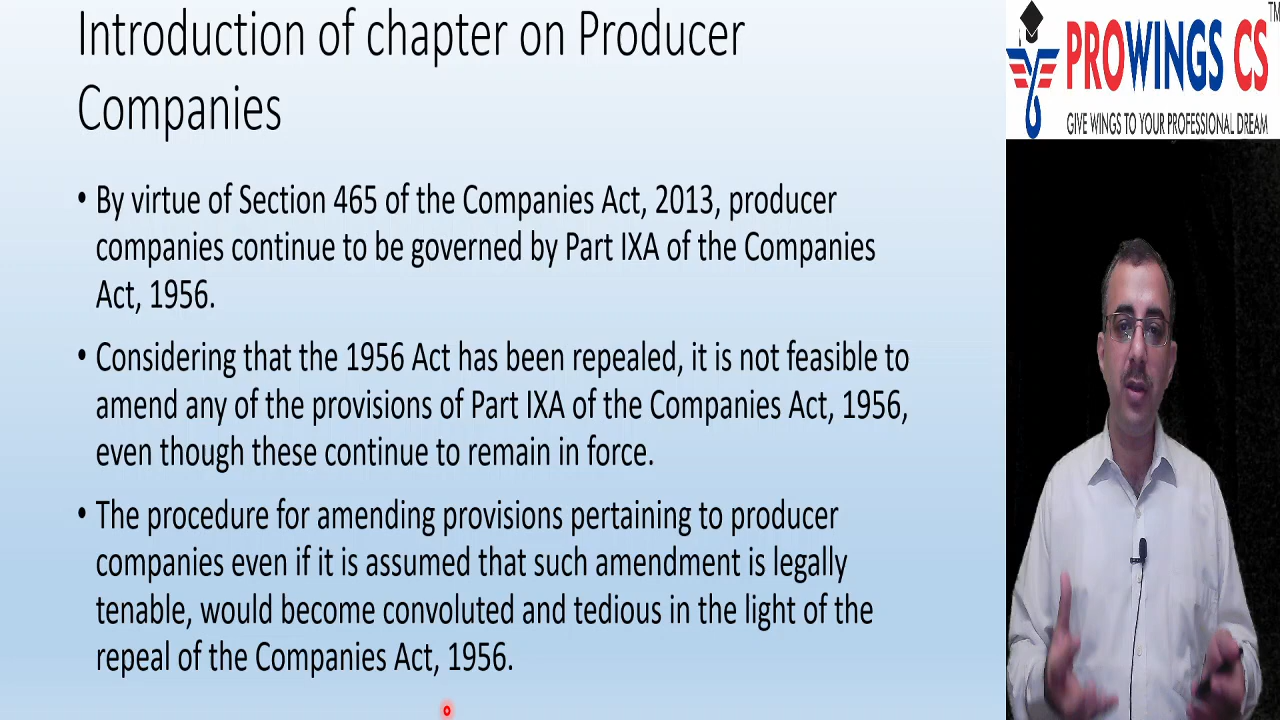 Introduction of chapter on Producer
Companies
• By virtue of Section 465 of the Companies Act, 2013, producer
companies continue to be governed by Part IXA of the Companies
Act, 1956.
• Considering that the 1956 Act has been repealed, it is not feasible to
amend any of the provisions of Part IXA of the Companies Act, 1956,
even though these continue to remain in force.
• The procedure for amending provisions pertaining to producer
companies even if it is assumed that such amendment is legally
tenable, would become convoluted and tedious in the light of the
repeal of the Companies Act, 1956.
TM
PROWINGS CS
GIVE WINGS TO YOUR PROFESSIONAL DREAM